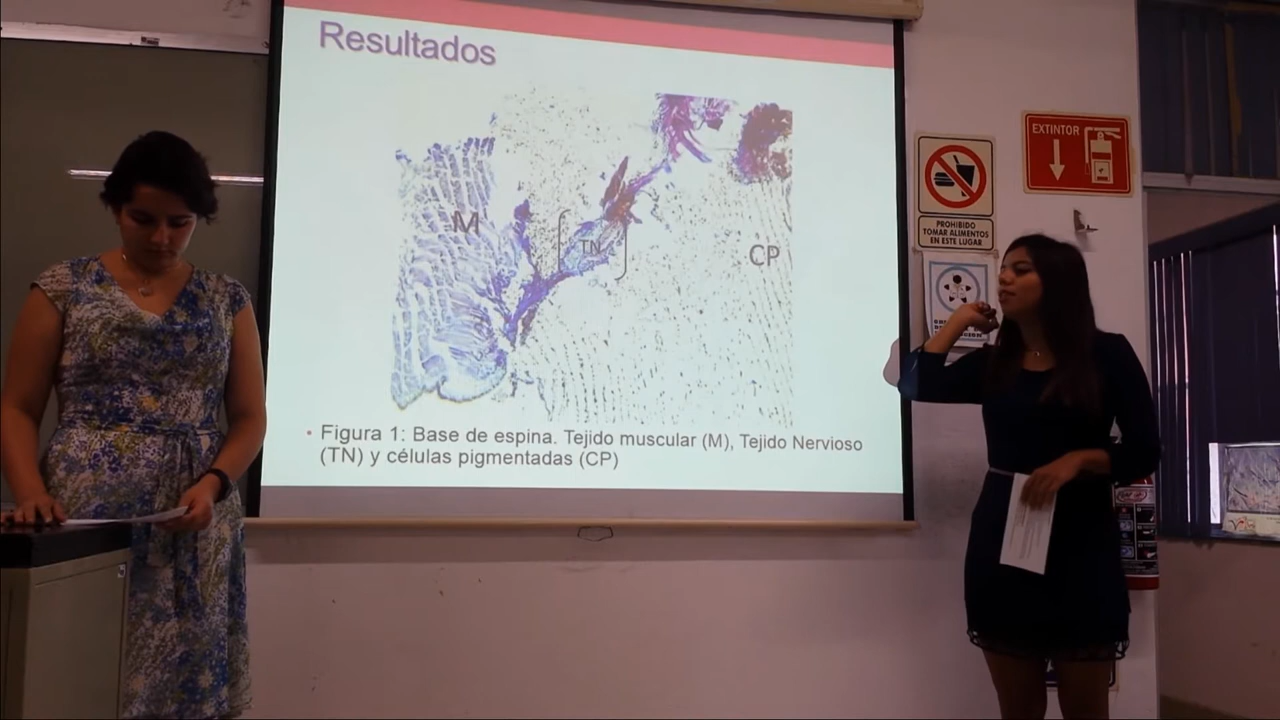 Resultados
M
TN
CP
• Figura 1: Base de espina. Tejido muscular (M), Tejido Nervioso
(TN) y células pigmentadas (CP)
EXTINTOR
PROHIBIDO
TOMAR ALIMENTOS
EN ESTE LUGAR